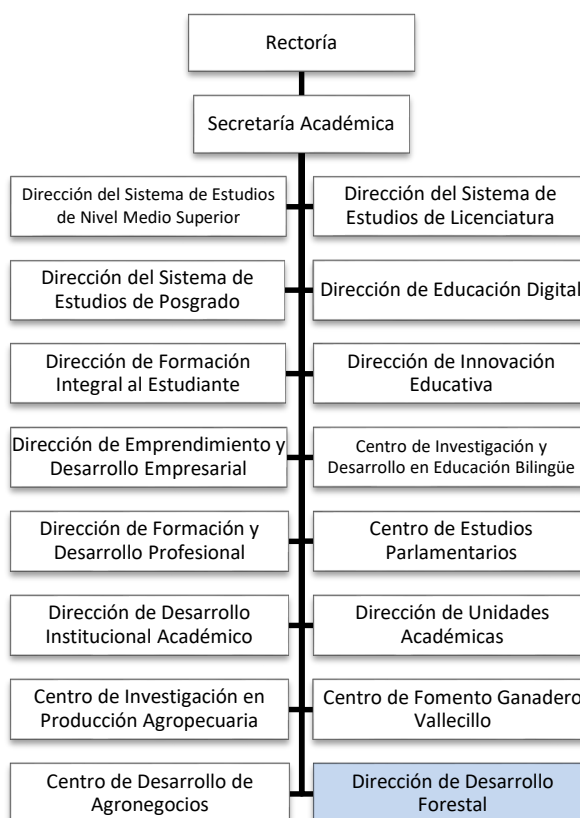 Rectoría
Secretaría Académica
Dirección del Sistema de Estudios
de Nivel Medio Superior
Dirección del Sistema de
Estudios de Licenciatura
Dirección del Sistema de
Estudios de Posgrado
Dirección de Educación Digital
Dirección de Formación
Integral al Estudiante
Dirección de Innovación
Educativa
Dirección de Emprendimiento y
Desarrollo Empresarial
Centro de Investigación y
Desarrollo en Educación Bilingüe
Dirección de Formación y
Desarrollo Profesional
Centro de Estudios
Parlamentarios
Dirección de Desarrollo
Institucional Académico
Dirección de Unidades
Académicas
Centro de Investigación en
Producción Agropecuaria
Centro de Fomento Ganadero
Vallecillo
Centro de Desarrollo de
Agronegocios
Dirección de Desarrollo
Forestal